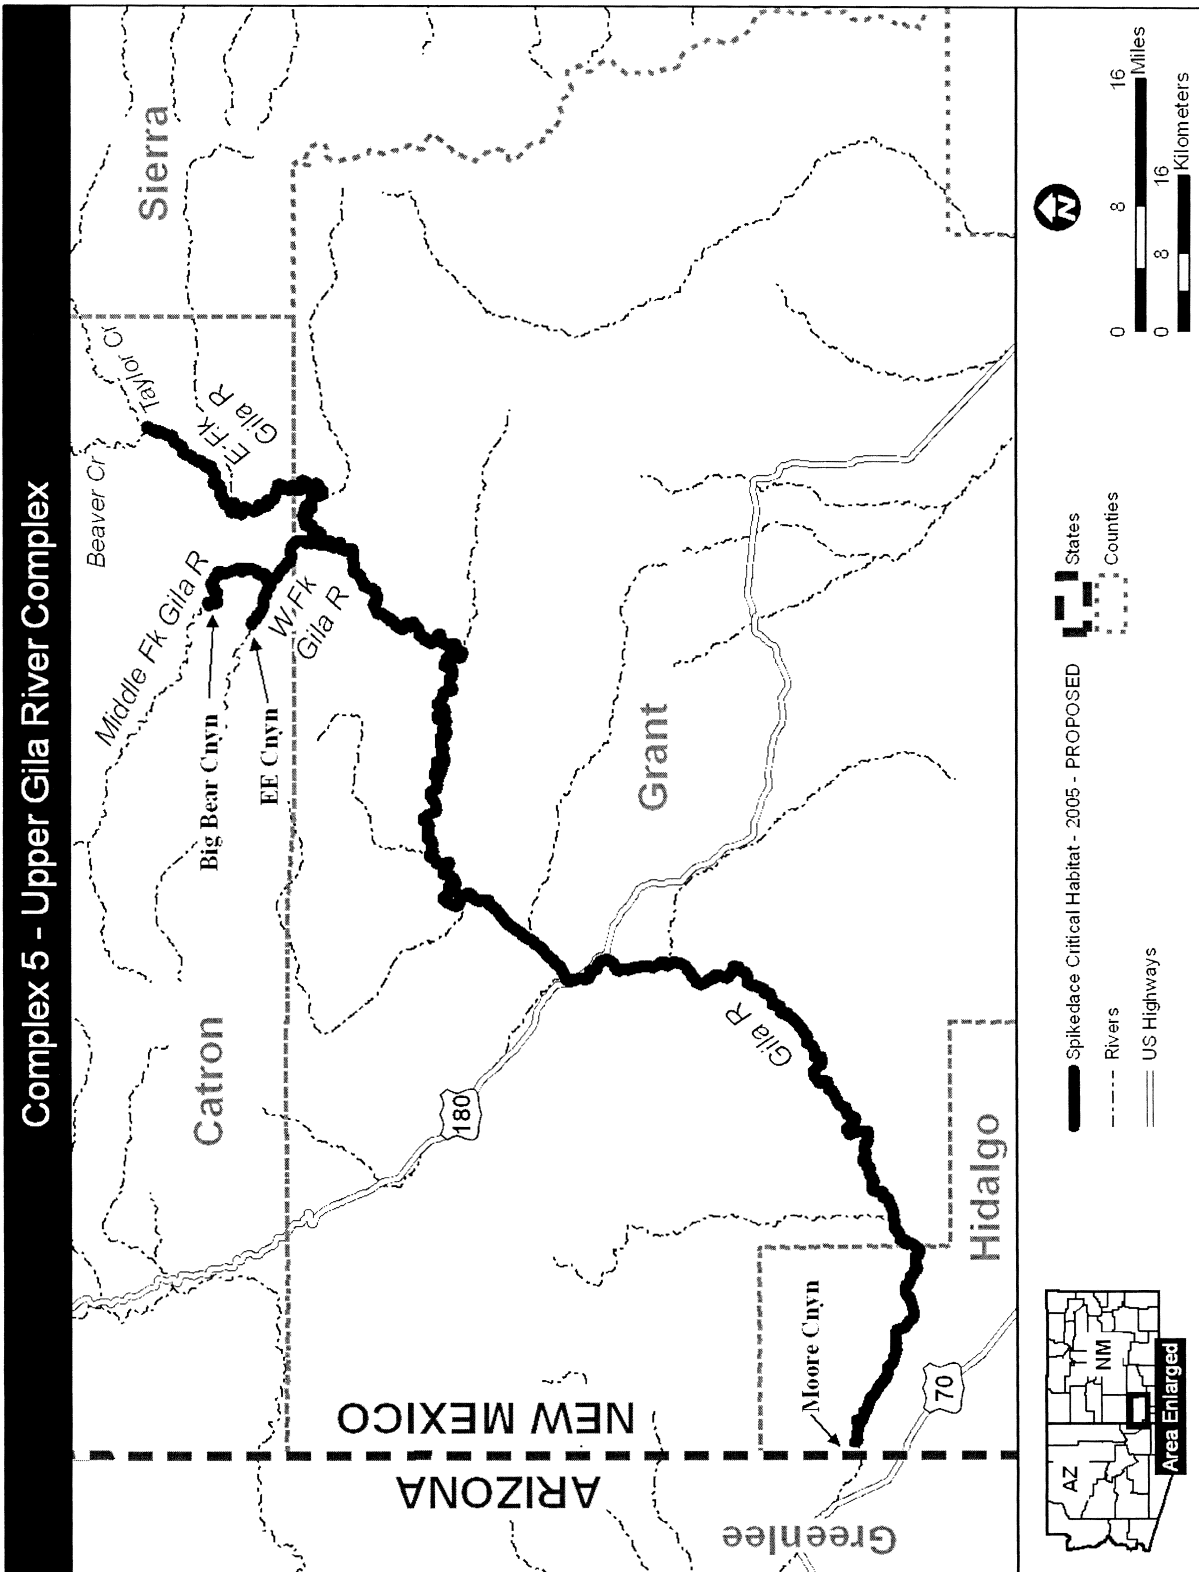 Complex 5 - Upper Gila River Complex
Sierra
Taylor Cr
Beaver Cr
E Fk
Gila R
Middle Fk Gila R
W Fk
Gila R
Big Bear Cnyn
EE Cnyn
Catron
Grant
180
Gila R
Hidalgo
Moore Cnyn
70
NEW MEXICO
ARIZONA
Greenlee
N
0 8 16 Miles
0 8 16 Kilometers
Spikedace Critical Habitat - 2005 - PROPOSED
Rivers
US Highways
States
Counties
AZ
NM
Area Enlarged